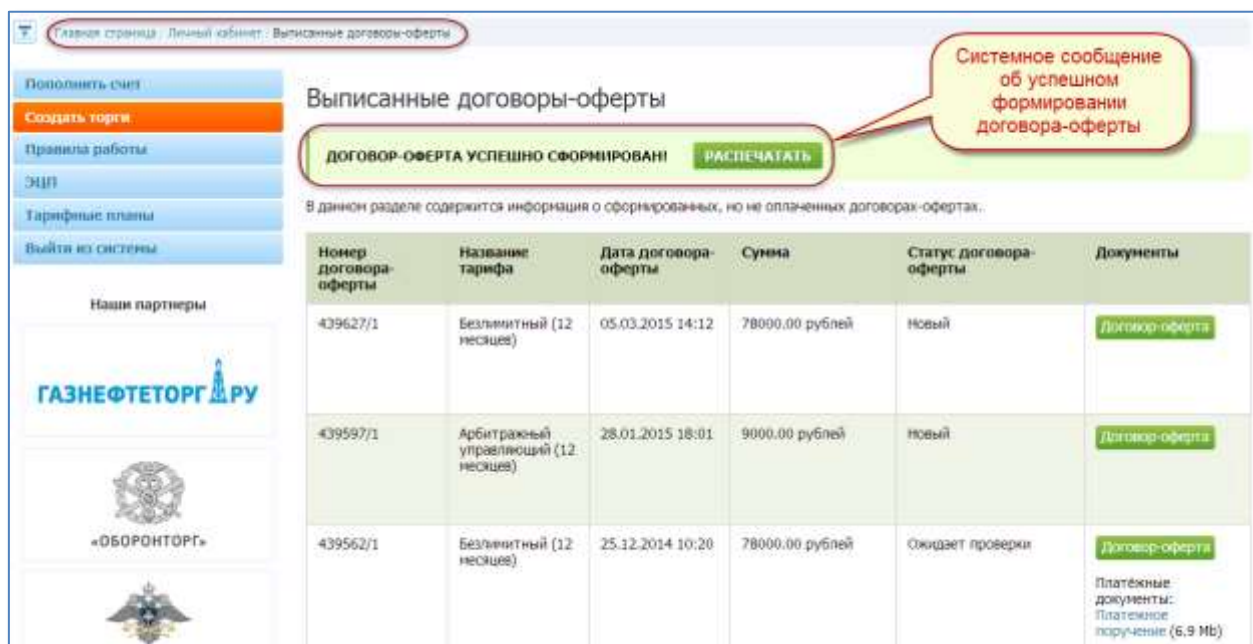 Главная страница / Личный кабинет / Выписанные договоры-оферты
Системное сообщение
об успешном
формировании
договора-оферты
Пополнить счет
Создать торги
Правила работы
ЭЦП
Тарифные планы
Выйти из системы
Наши партнеры
ГАЗНЕФТЕТОРГ РУ
«ОБОРОНТОРГ»
Выписанные договоры-оферты
ДОГОВОР-ОФЕРТА УСПЕШНО СФОРМИРОВАН! РАСПЕЧАТАТЬ
В данном разделе содержится информация о сформированных, но не оплаченных договорах-офертах.
Номер договора-оферты Название тарифа Дата договора-оферты Сумма Статус договора-оферты Документы
439627/1 Безлимитный (12 месяцев) 05.03.2015 14:12 78000.00 рублей Новый Договор-оферта
439597/1 Арбитражный управляющий (12 месяцев) 28.01.2015 18:01 9000.00 рублей Новый Договор-оферта
439562/1 Безлимитный (12 месяцев) 25.12.2014 10:20 78000.00 рублей Ожидает проверки Договор-оферта
Платёжные
документы:
Платежное
поручение (6,9 Mb)